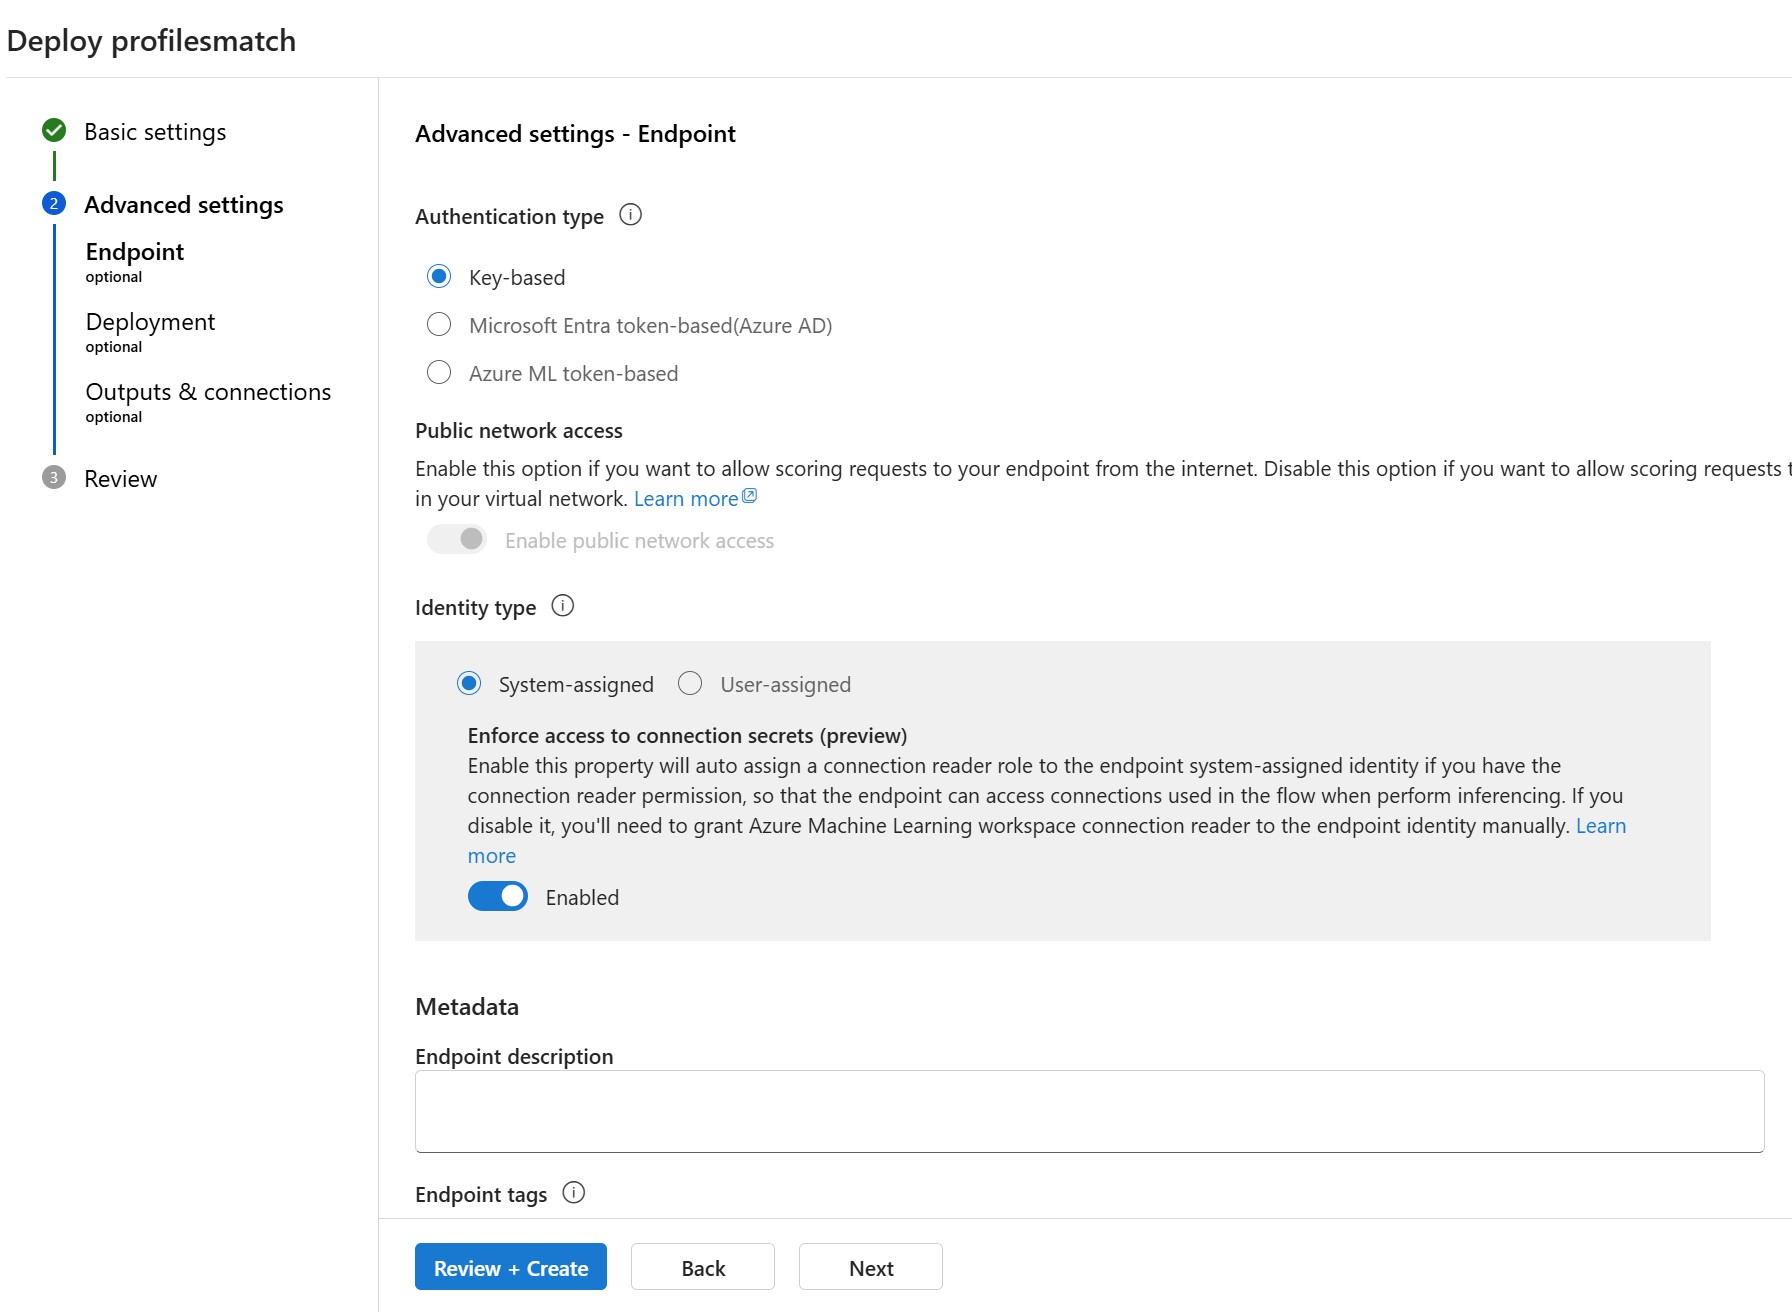 Deploy profilesmatch
Basic settings
2
Advanced settings
Endpoint
optional
Deployment
optional
Outputs & connections
optional
3
Review
Advanced settings - Endpoint
Authentication type
Key-based
Microsoft Entra token-based(Azure AD)
Azure ML token-based
Public network access
Enable this option if you want to allow scoring requests to your endpoint from the internet. Disable this option if you want to allow scoring requests
in your virtual network. Learn more
Enable public network access
Identity type
System-assigned
User-assigned
Enforce access to connection secrets (preview)
Enable this property will auto assign a connection reader role to the endpoint system-assigned identity if you have the
connection reader permission, so that the endpoint can access connections used in the flow when perform inferencing. If you
disable it, you'll need to grant Azure Machine Learning workspace connection reader to the endpoint identity manually. Learn
more
Enabled
Metadata
Endpoint description
Endpoint tags
Review + Create
Back
Next